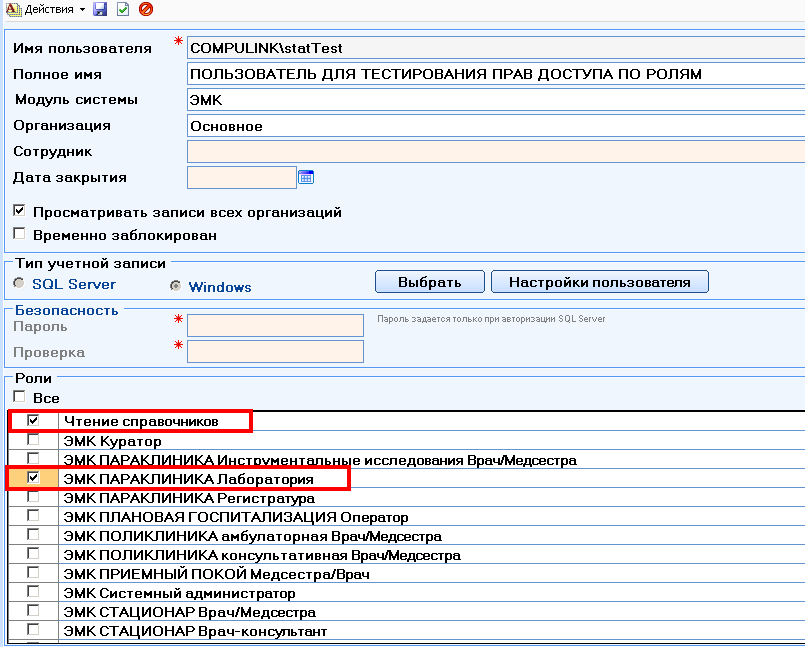 Действия
Имя пользователя * COMPULINK\statTest
Полное имя ПОЛЬЗОВАТЕЛЬ ДЛЯ ТЕСТИРОВАНИЯ ПРАВ ДОСТУПА ПО РОЛЯМ
Модуль системы ЭМК
Организация Основное
Сотрудник
Дата закрытия
Просматривать записи всех организаций
Временно заблокирован
Тип учетной записи
SQL Server Windows Выбрать Настройки пользователя
Безопасность
Пароль * Пароль задается только при авторизации SQL Server
Проверка *
Роли
Все
Чтение справочников
ЭМК Куратор
ЭМК ПАРАКЛИНИКА Инструментальные исследования Врач/Медсестра
ЭМК ПАРАКЛИНИКА Лаборатория
ЭМК ПАРАКЛИНИКА Регистратура
ЭМК ПЛАНОВАЯ ГОСПИТАЛИЗАЦИЯ Оператор
ЭМК ПОЛИКЛИНИКА амбулаторная Врач/Медсестра
ЭМК ПОЛИКЛИНИКА консультативная Врач/Медсестра
ЭМК ПРИЕМНЫЙ ПОКОЙ Медсестра/Врач
ЭМК Системный администратор
ЭМК СТАЦИОНАР Врач/Медсестра
ЭМК СТАЦИОНАР Врач-консультант